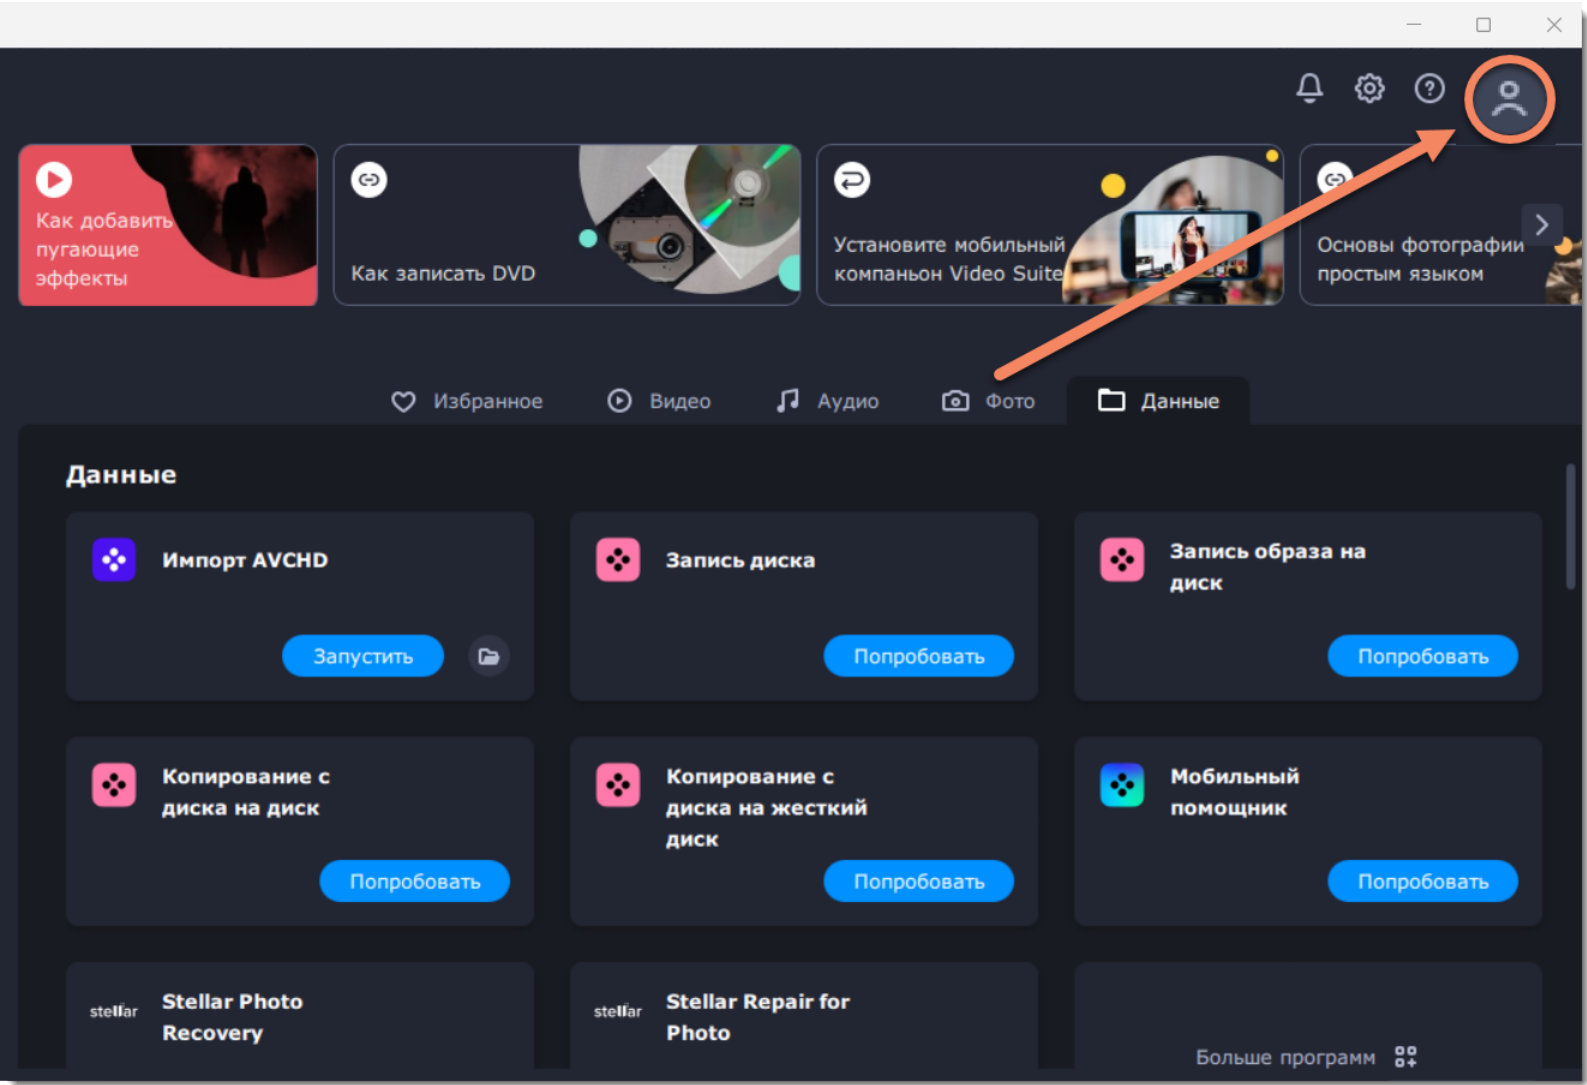 Как добавить
пугающие
эффекты
Как записать DVD
Установите мобильный
компаньон Video Suite
Основы фотографии
простым языком
Избранное
Видео
Аудио
Фото
Данные
Данные
Импорт AVCHD
Запустить
Запись диска
Попробовать
Запись образа на
диск
Попробовать
Копирование с
диска на диск
Попробовать
Копирование с
диска на жесткий
диск
Попробовать
Мобильный
помощник
Попробовать
stellar
Stellar Photo
Recovery
stellar
Stellar Repair for
Photo
Больше программ